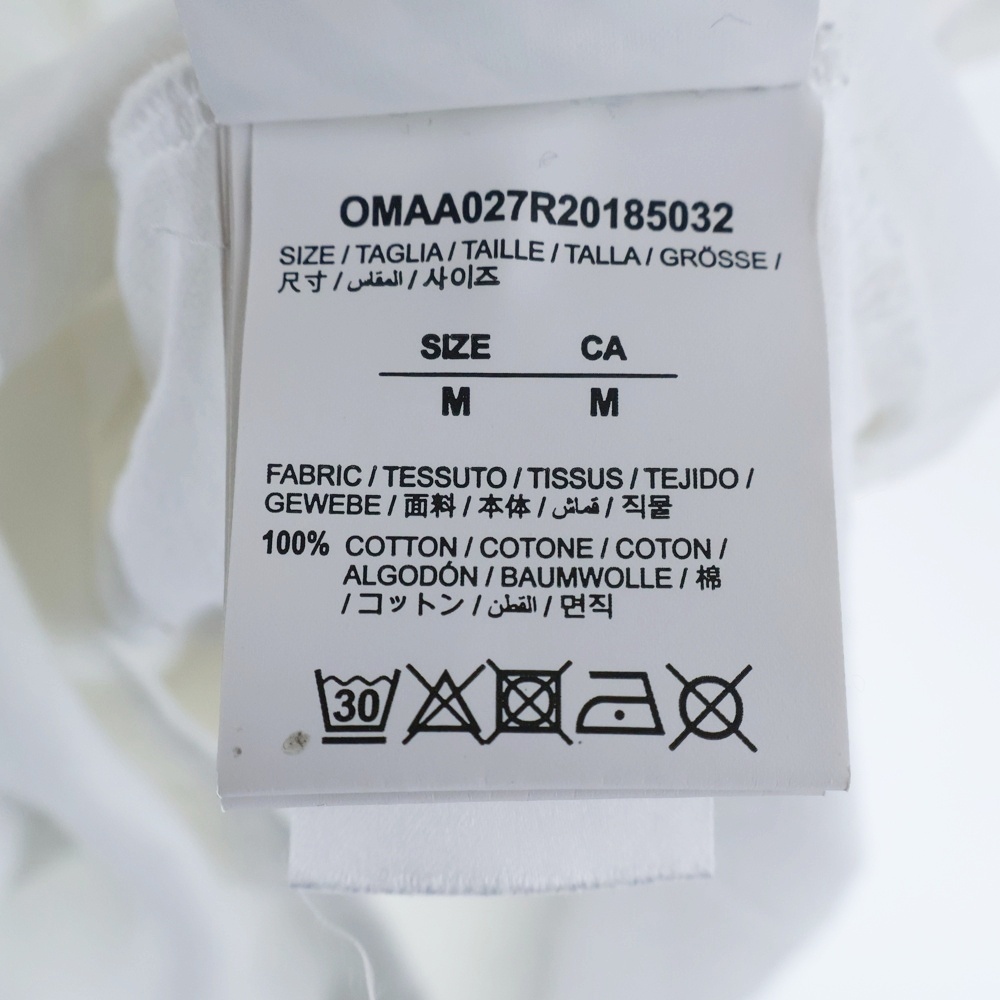 OMAA027R20185032
SIZE / TAGLIA / TAILLE / TALLA / GRÖSSE /
尺寸 / المقاس / 사이즈
SIZE CA
M M
FABRIC / TESSUTO / TISSUS / TEJIDO /
GEWEBE / 面料 / 本体 / قماش / 직물
100% COTTON / COTONE / COTON /
ALGODÓN / BAUMWOLLE / 棉
/ コットン / القطن / 면직
30